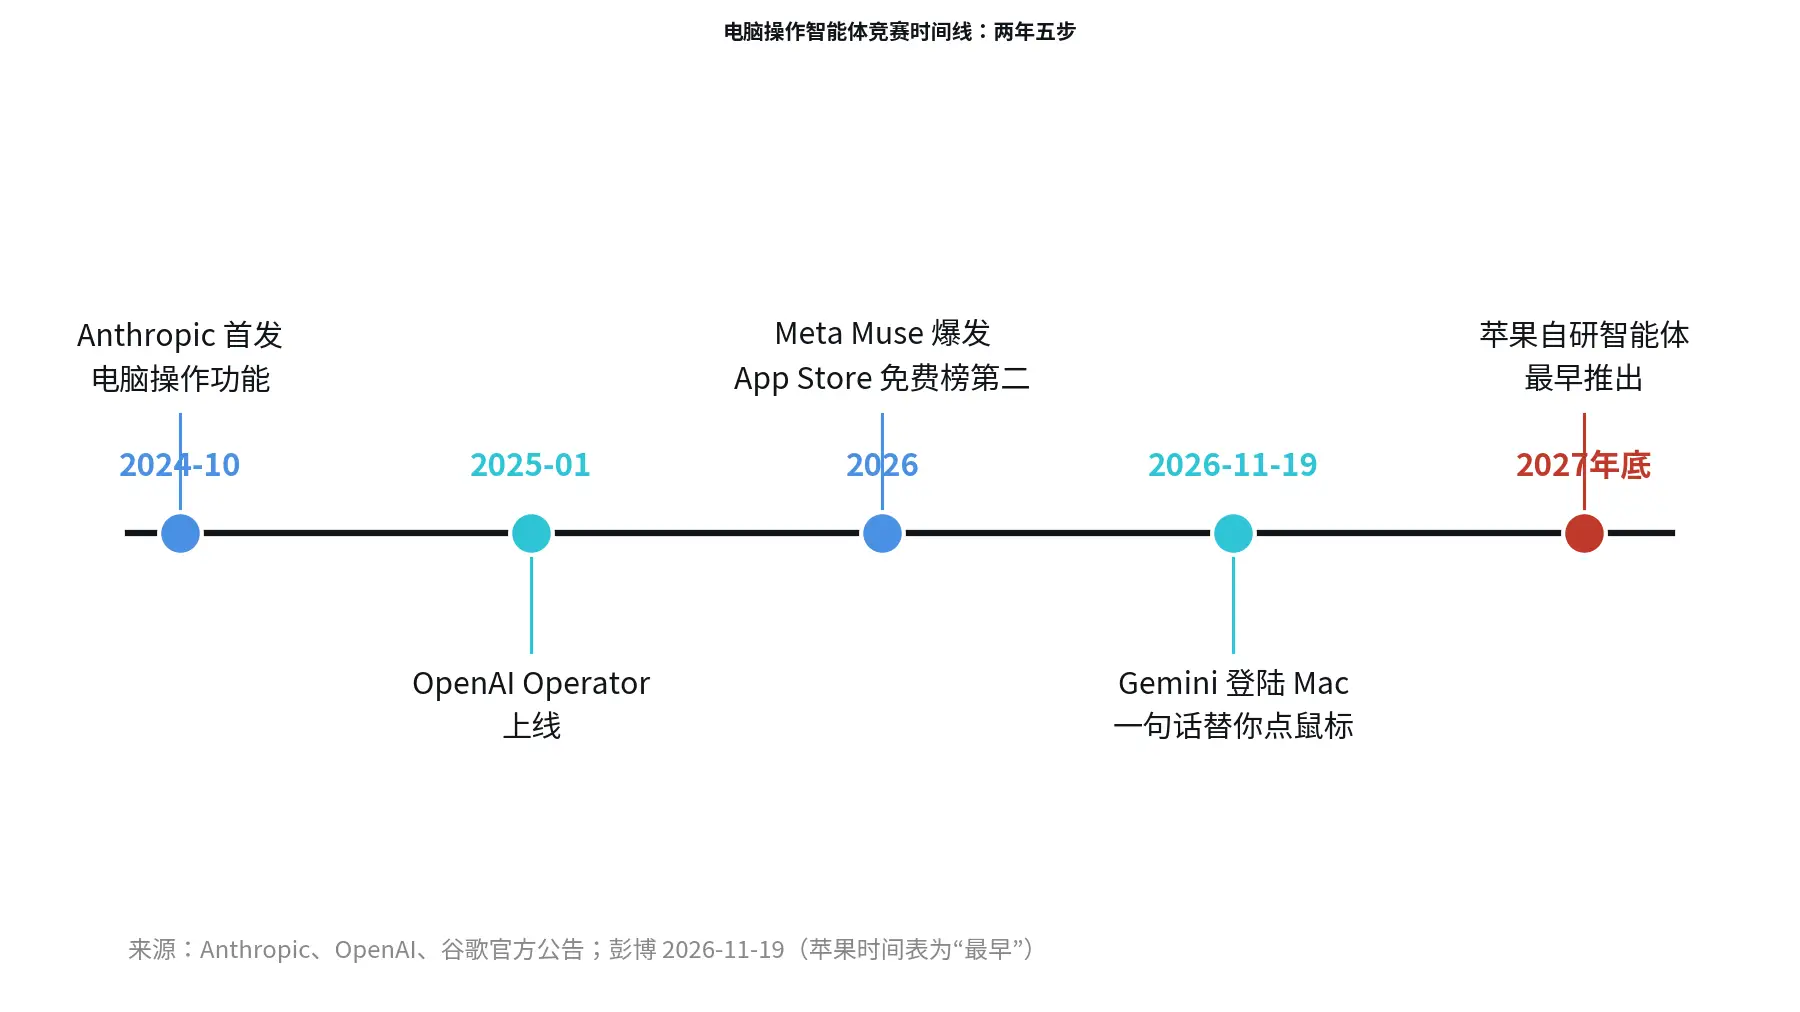 电脑操作智能体竞赛时间线：两年五步
Anthropic 首发
电脑操作功能
2024-10
2025-01
OpenAI Operator
上线
Meta Muse 爆发
App Store 免费榜第二
2026
2026-11-19
Gemini 登陆 Mac
一句话替你点鼠标
苹果自研智能体
最早推出
2027年底
来源：Anthropic、OpenAI、谷歌官方公告；彭博 2026-11-19（苹果时间表为“最早”）